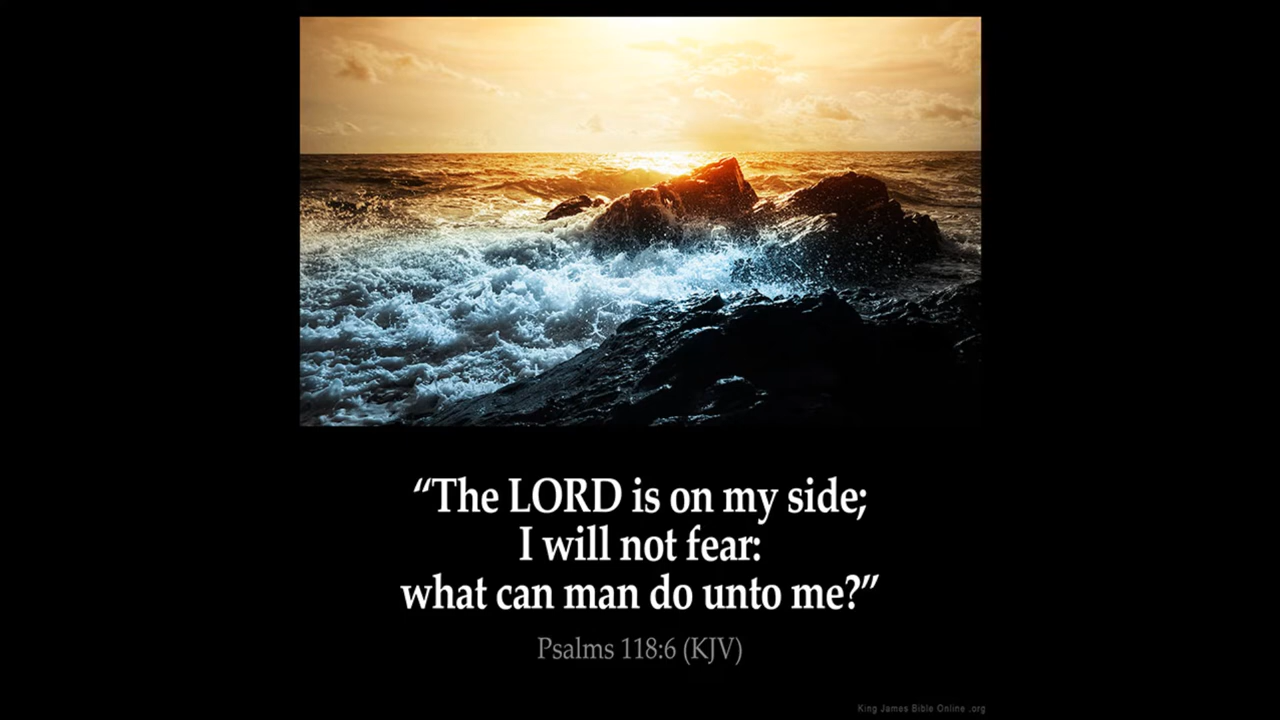 “The LORD is on my side;
I will not fear:
what can man do unto me?”
Psalms 118:6 (KJV)
King James Bible Online .org